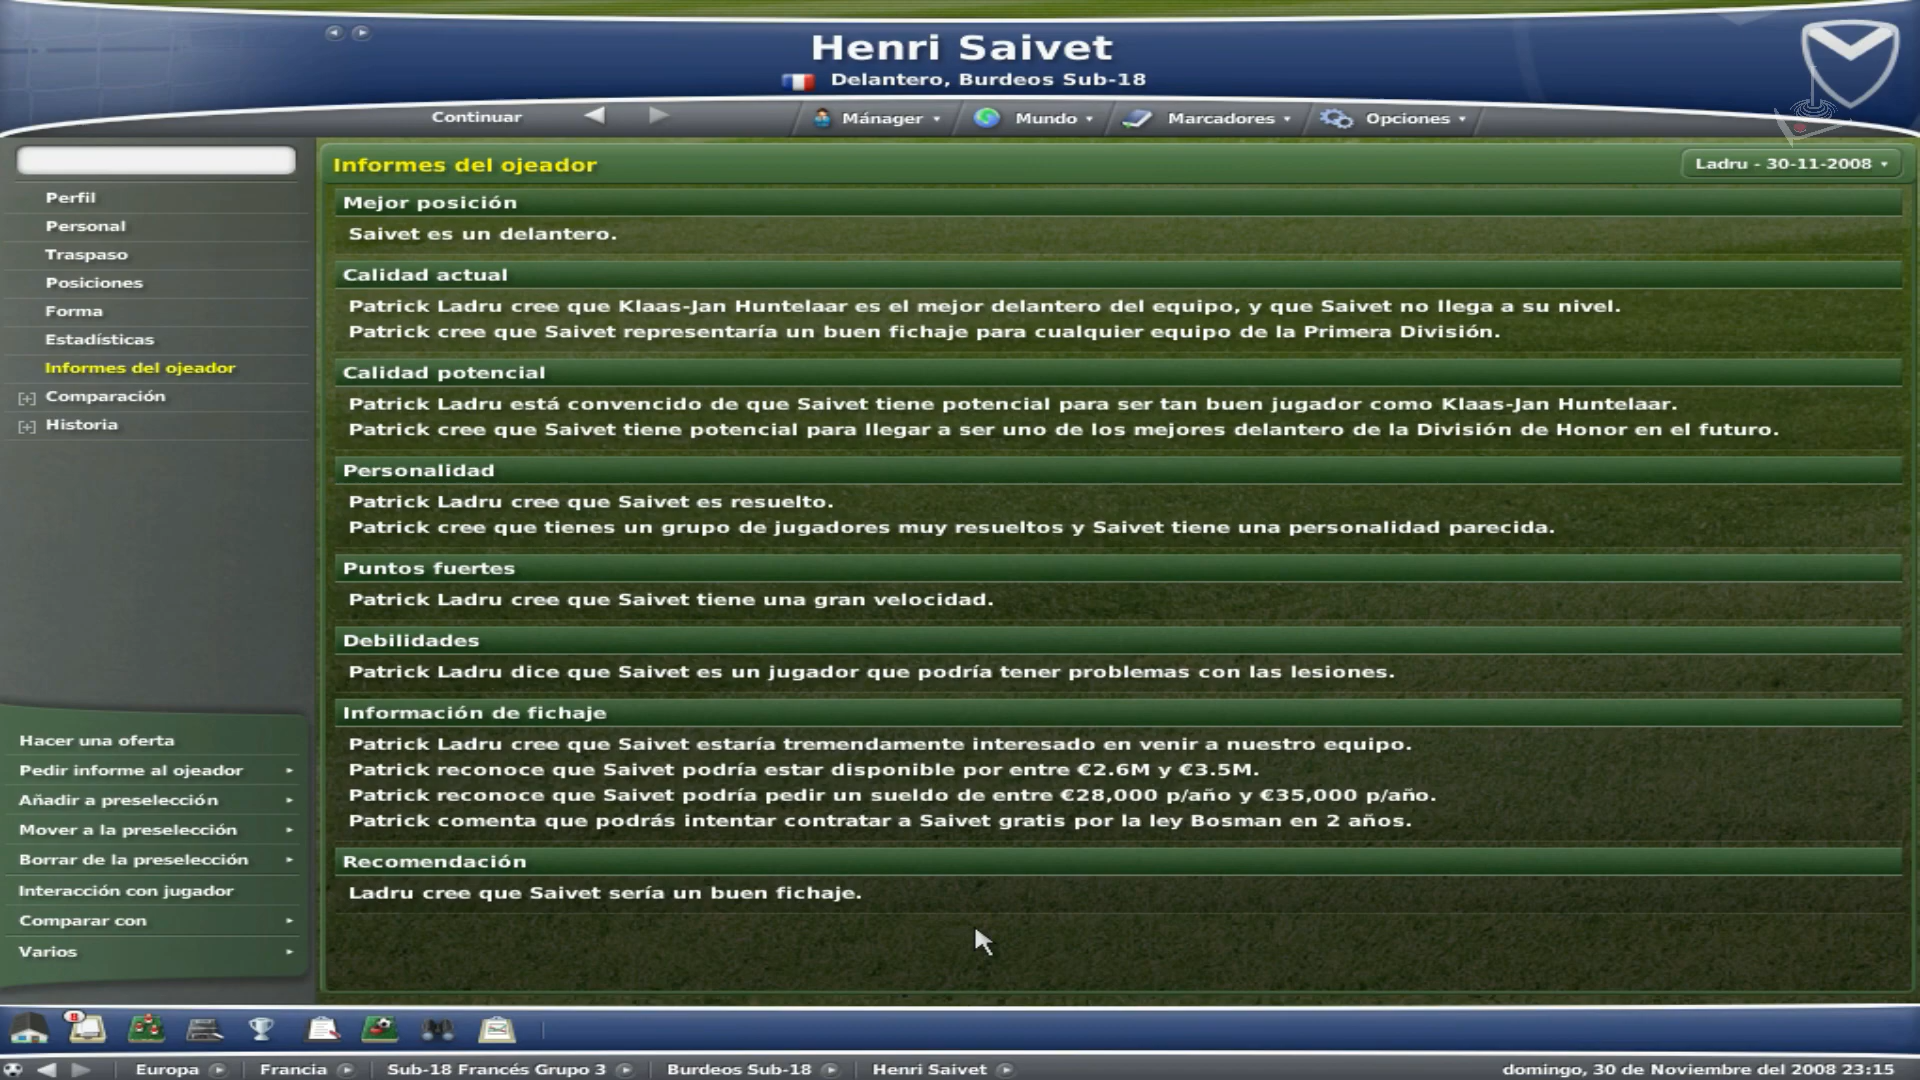 Henri Saivet
Delantero, Burdeos Sub-18
Continuar
Mánager
Mundo
Marcadores
Opciones
Perfil
Personal
Traspaso
Posiciones
Forma
Estadísticas
Informes del ojeador
[+] Comparación
[+] Historia
Hacer una oferta
Pedir informe al ojeador
Añadir a preselección
Mover a la preselección
Borrar de la preselección
Interacción con jugador
Comparar con
Varios
Informes del ojeador
Ladru - 30-11-2008
Mejor posición
Saivet es un delantero.
Calidad actual
Patrick Ladru cree que Klaas-Jan Huntelaar es el mejor delantero del equipo, y que Saivet no llega a su nivel.
Patrick cree que Saivet representaría un buen fichaje para cualquier equipo de la Primera División.
Calidad potencial
Patrick Ladru está convencido de que Saivet tiene potencial para ser tan buen jugador como Klaas-Jan Huntelaar.
Patrick cree que Saivet tiene potencial para llegar a ser uno de los mejores delantero de la División de Honor en el futuro.
Personalidad
Patrick Ladru cree que Saivet es resuelto.
Patrick cree que tienes un grupo de jugadores muy resueltos y Saivet tiene una personalidad parecida.
Puntos fuertes
Patrick Ladru cree que Saivet tiene una gran velocidad.
Debilidades
Patrick Ladru dice que Saivet es un jugador que podría tener problemas con las lesiones.
Información de fichaje
Patrick Ladru cree que Saivet estaría tremendamente interesado en venir a nuestro equipo.
Patrick reconoce que Saivet podría estar disponible por entre €2.6M y €3.5M.
Patrick reconoce que Saivet podría pedir un sueldo de entre €28,000 p/año y €35,000 p/año.
Patrick comenta que podrás intentar contratar a Saivet gratis por la ley Bosman en 2 años.
Recomendación
Ladru cree que Saivet sería un buen fichaje.
8
Europa
Francia
Sub-18 Francés Grupo 3
Burdeos Sub-18
Henri Saivet
domingo, 30 de Noviembre del 2008 23:15